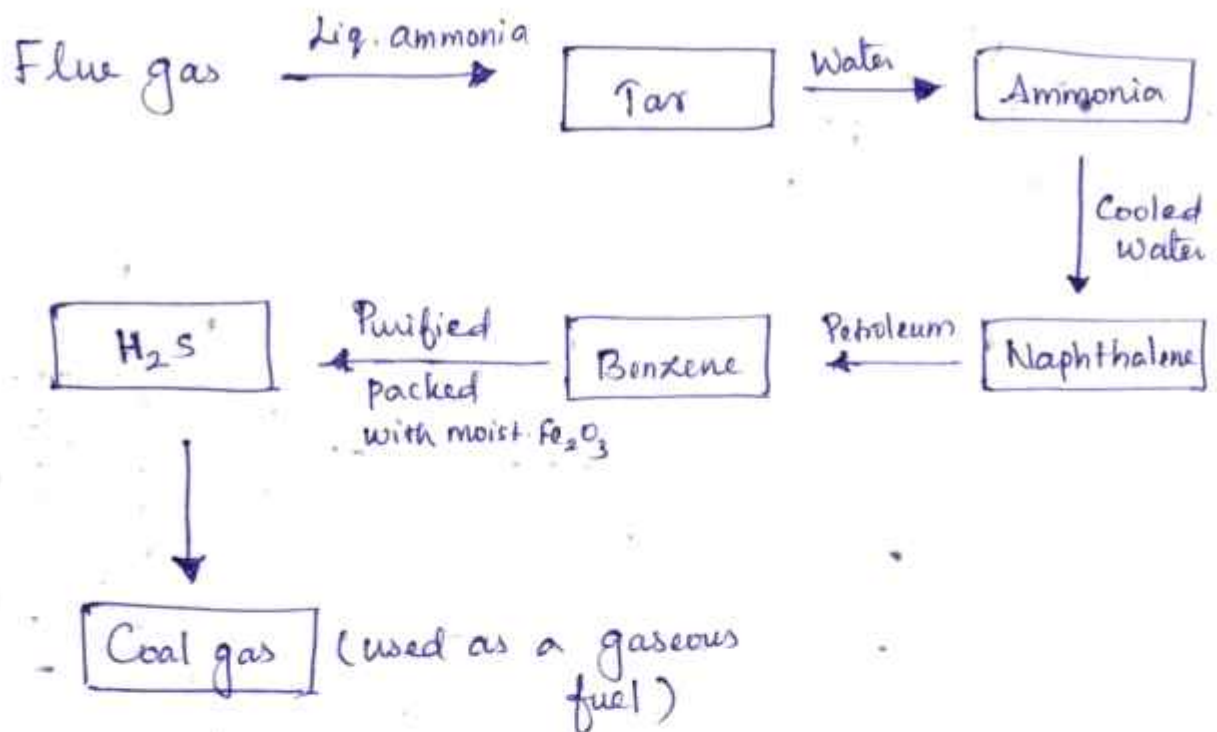 Flue gas
Liq. ammonia
Tar
Water
Ammonia
Cooled
water
Naphthalene
Petroleum
Benzene
Purified
packed
with moist. Fe₂O₃
H₂S
Coal gas
(used as a gaseous
fuel)